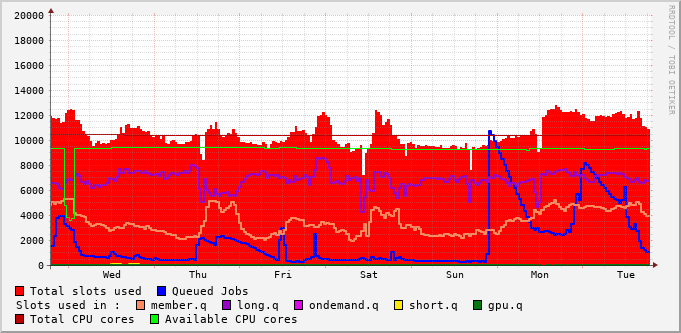 20000
18000
16000
14000
12000
10000
8000
6000
4000
2000
0
Wed Thu Fri Sat Sun Mon Tue
RRDTOOL / TOBI OETIKER
Total slots used Queued Jobs
Slots used in : member.q long.q ondemand.q short.q gpu.q
Total CPU cores Available CPU cores